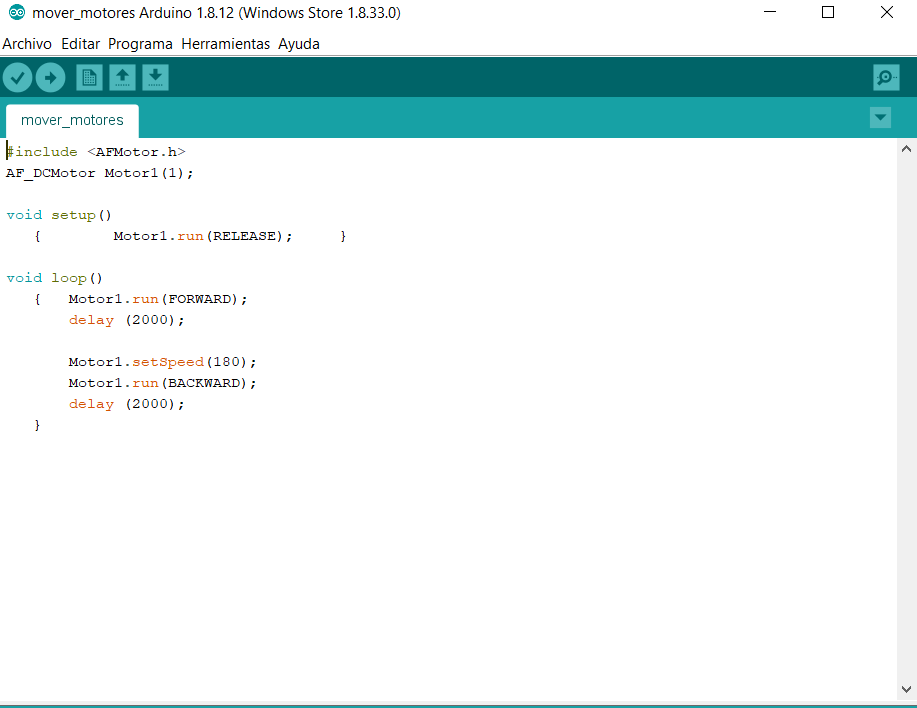 mover_motores Arduino 1.8.12 (Windows Store 1.8.33.0)
Archivo Editar Programa Herramientas Ayuda
mover_motores
#include <AFMotor.h>
AF_DCMotor Motor1(1);
void setup()
{ Motor1.run(RELEASE); }
void loop()
{ Motor1.run(FORWARD);
delay (2000);
Motor1.setSpeed(180);
Motor1.run(BACKWARD);
delay (2000);
}